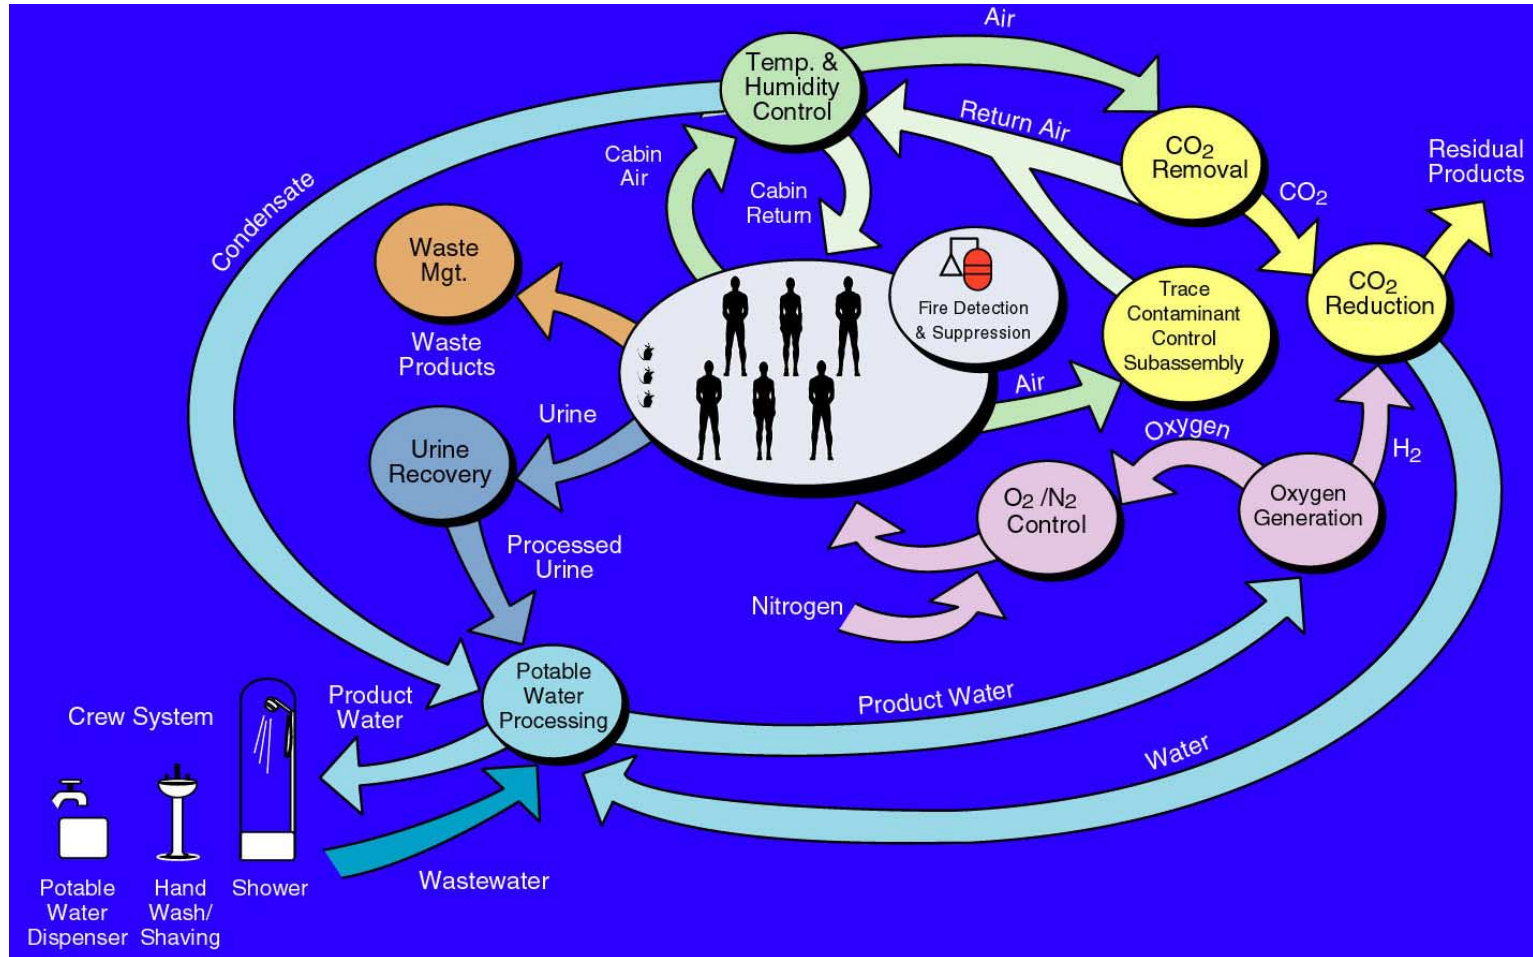 Air
Temp. &
Humidity
Control
Return Air
CO2
Removal
Residual
Products
Cabin
Air
Cabin
Return
CO2
Condensate
Waste
Mgt.
Waste
Products
Fire Detection
& Suppression
Trace
Contaminant
Control
Subassembly
CO2
Reduction
Air
Urine
Urine
Recovery
Oxygen
H2
O2 /N2
Control
Oxygen
Generation
Processed
Urine
Nitrogen
Potable
Water
Processing
Product
Water
Crew System
Product Water
Water
Wastewater
Potable
Water
Dispenser
Hand
Wash/
Shaving
Shower